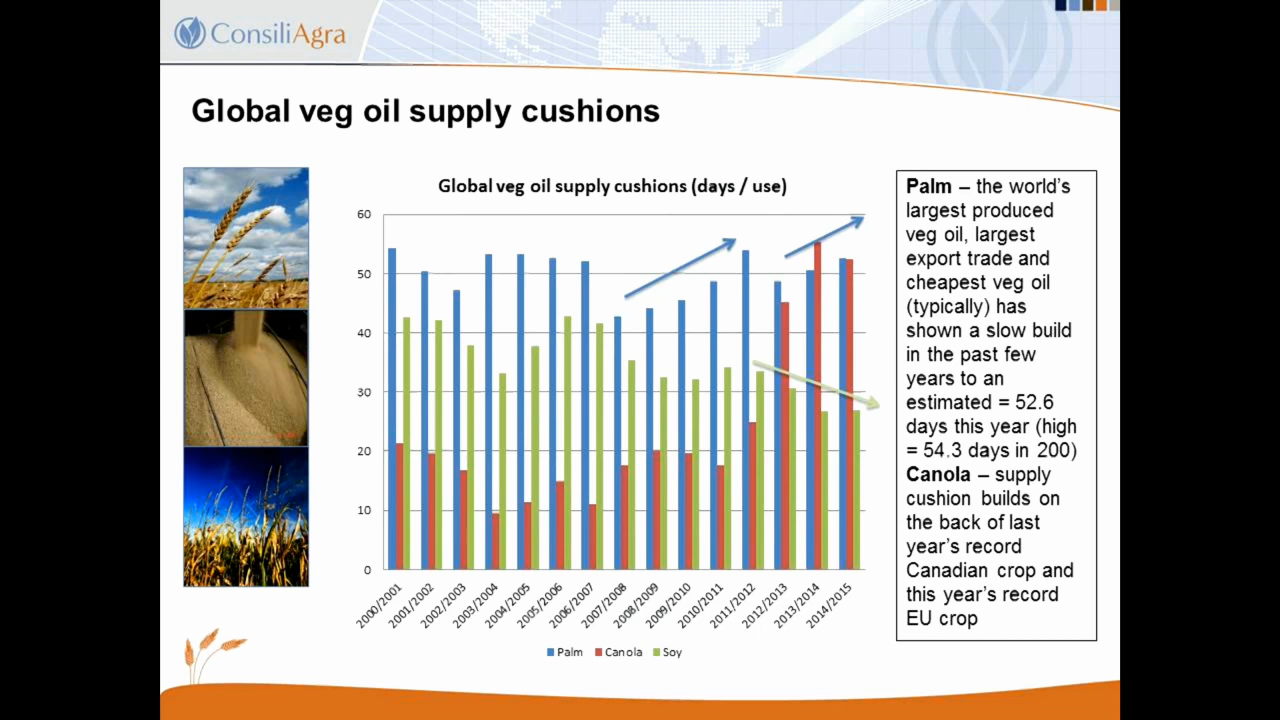 ConsiliAgra
Global veg oil supply cushions
Global veg oil supply cushions (days / use)
60
50
40
30
20
10
0
2000/2001
2001/2002
2002/2003
2003/2004
2004/2005
2005/2006
2006/2007
2007/2008
2008/2009
2009/2010
2010/2011
2011/2012
2012/2013
2013/2014
2014/2015
Palm Canola Soy
Palm – the world's
largest produced
veg oil, largest
export trade and
cheapest veg oil
(typically) has
shown a slow build
in the past few
years to an
estimated = 52.6
days this year (high
= 54.3 days in 200)
Canola – supply
cushion builds on
the back of last
year's record
Canadian crop and
this year's record
EU crop